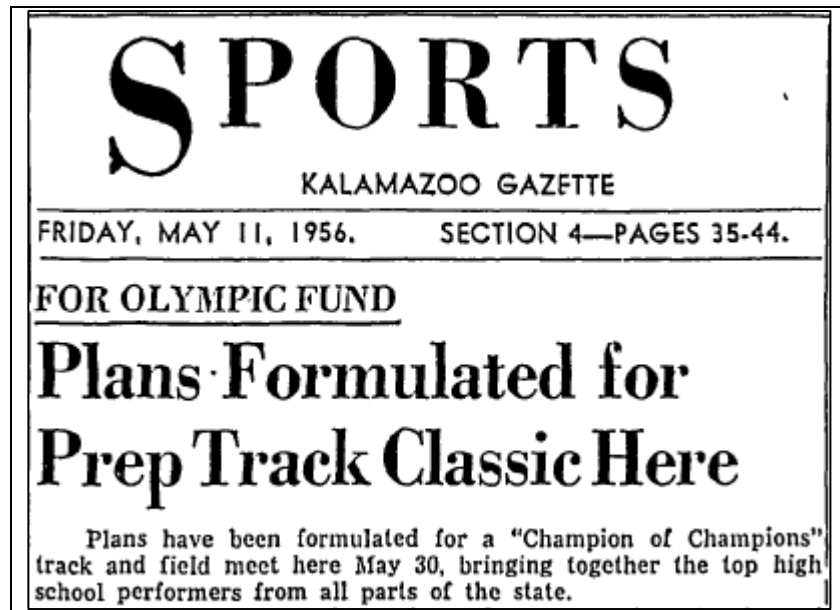 SPORTS
KALAMAZOO GAZETTE
FRIDAY, MAY 11, 1956. SECTION 4—PAGES 35-44.
FOR OLYMPIC FUND
Plans Formulated for
Prep Track Classic Here
Plans have been formulated for a "Champion of Champions"
track and field meet here May 30, bringing together the top high
school performers from all parts of the state.